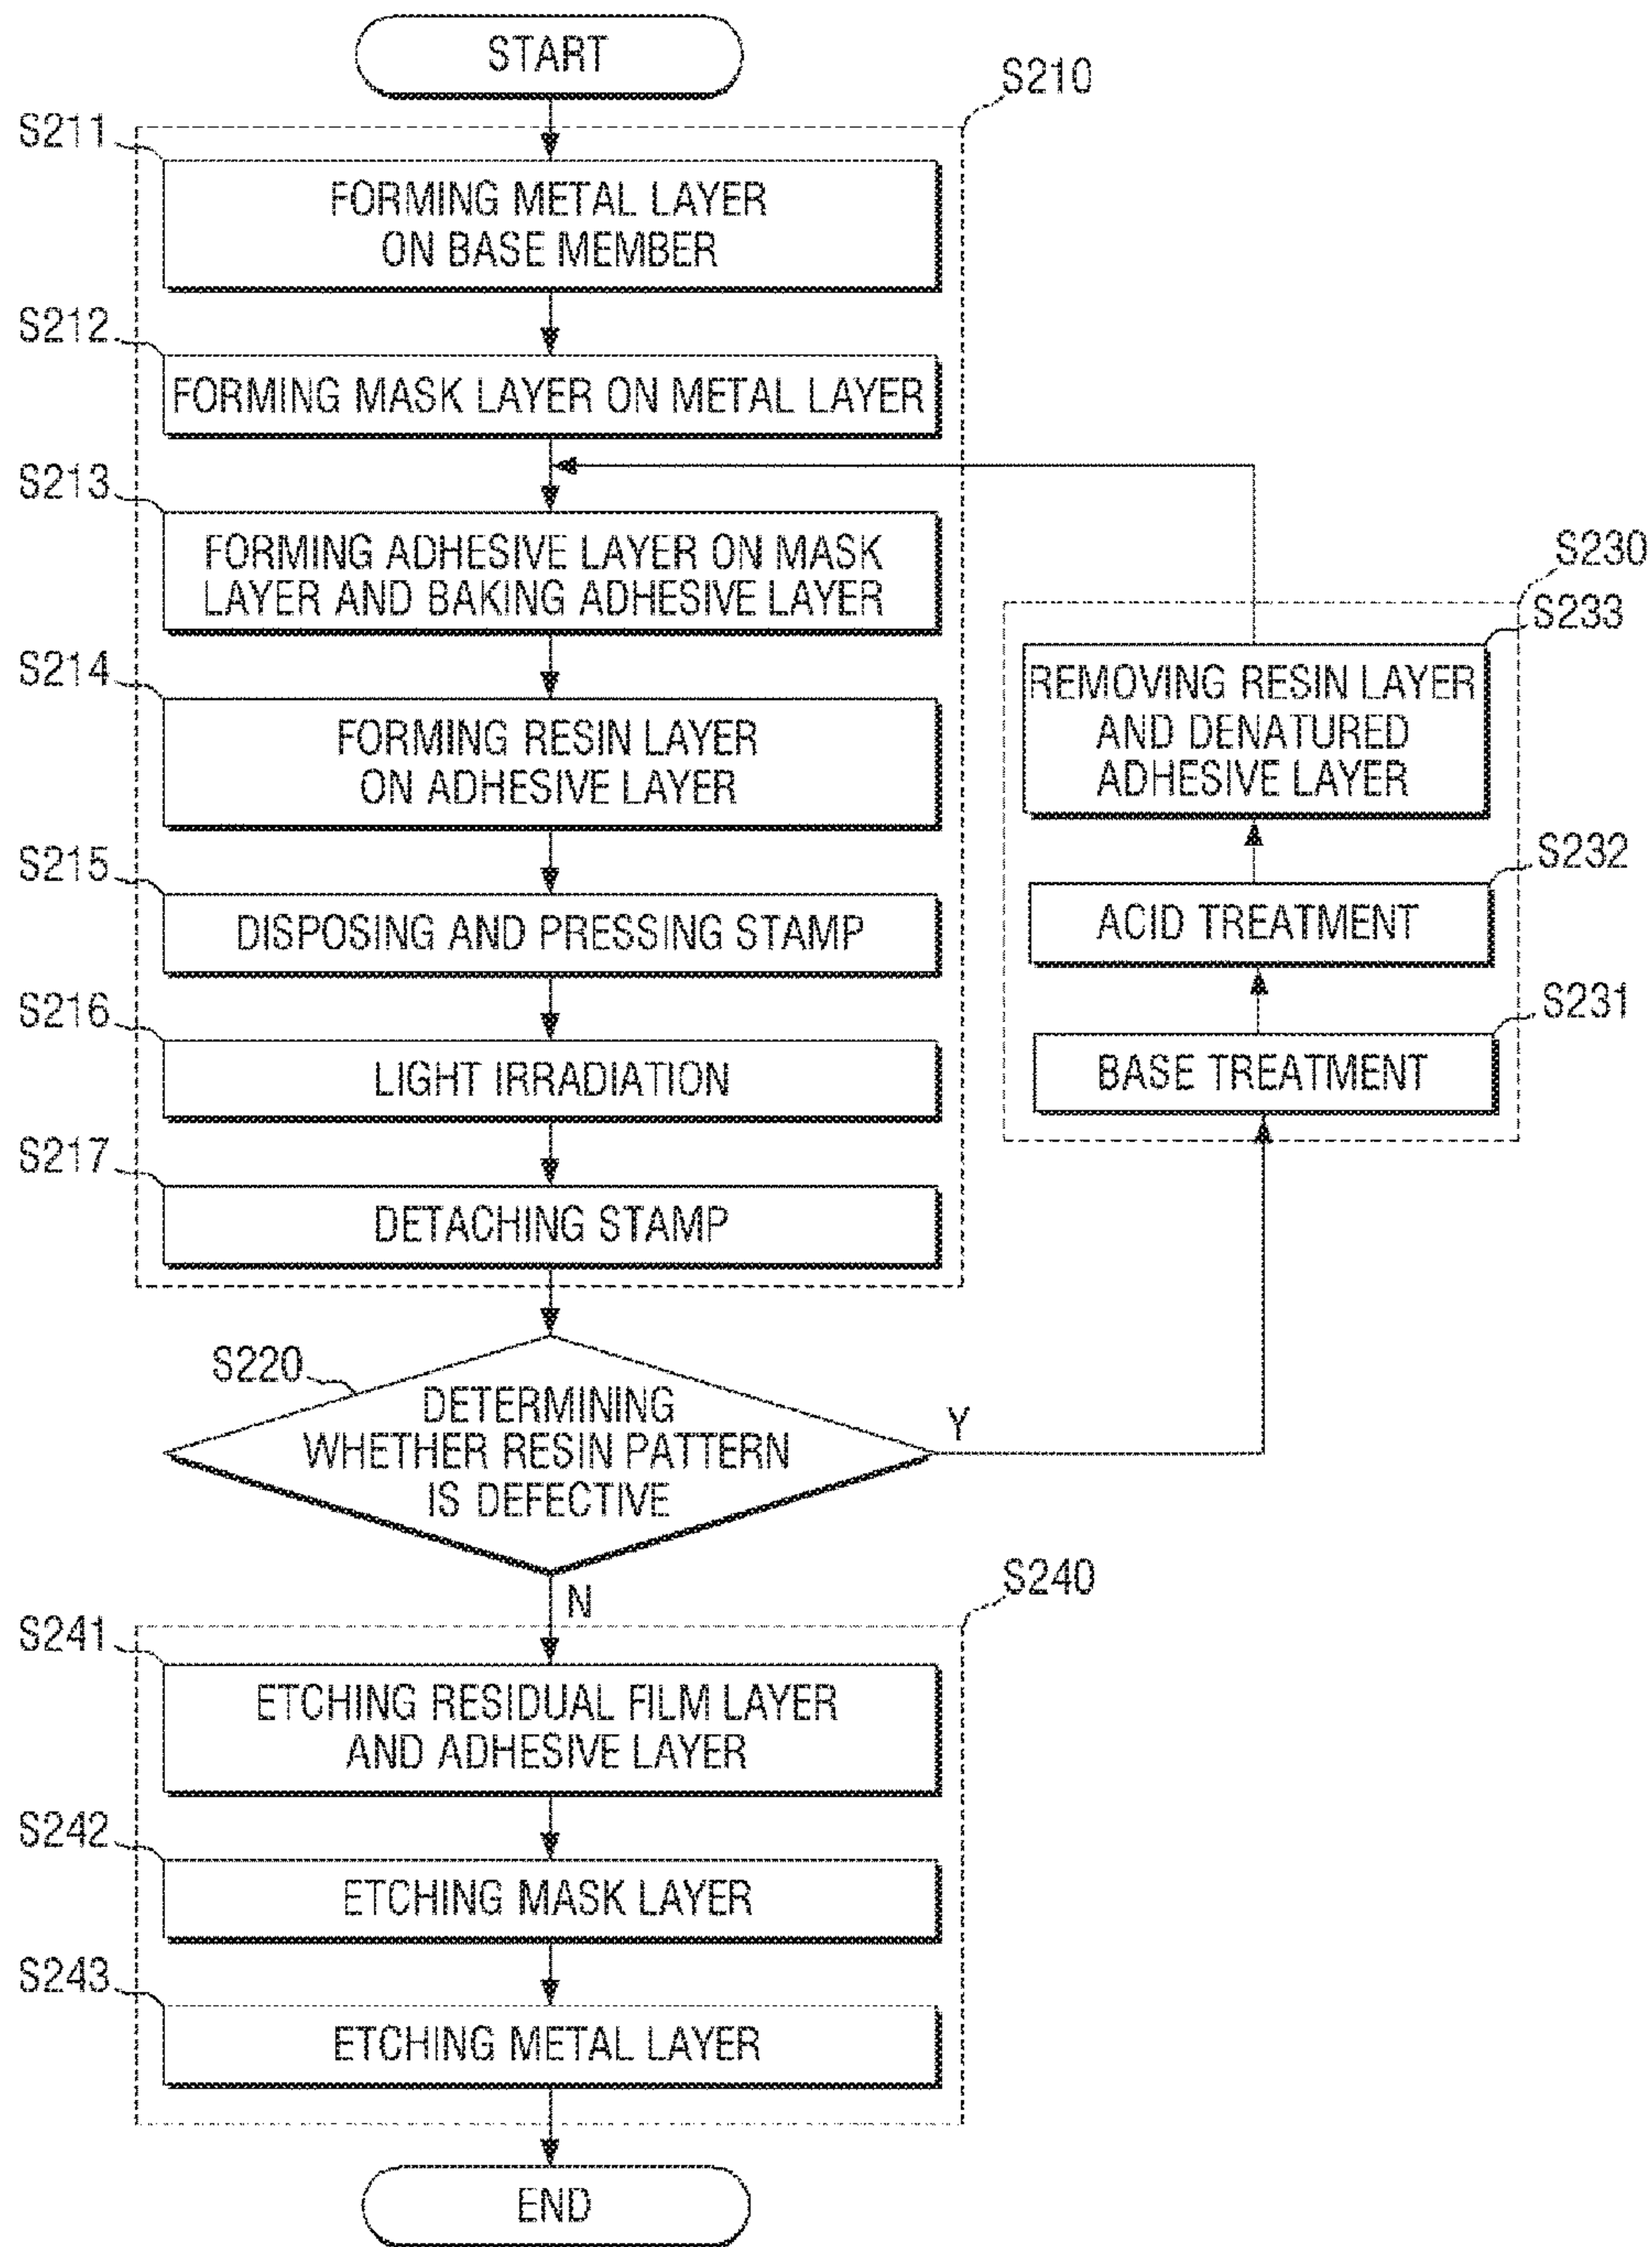 START
S210
S211
FORMING METAL LAYER
ON BASE MEMBER
S212
FORMING MASK LAYER ON METAL LAYER
S213
FORMING ADHESIVE LAYER ON MASK
LAYER AND BAKING ADHESIVE LAYER
S214
FORMING RESIN LAYER
ON ADHESIVE LAYER
S215
DISPOSING AND PRESSING STAMP
S216
LIGHT IRRADIATION
S217
DETACHING STAMP
S220
DETERMINING
WHETHER RESIN PATTERN
IS DEFECTIVE
Y
N
S230
S233
REMOVING RESIN LAYER
AND DENATURED
ADHESIVE LAYER
S232
ACID TREATMENT
S231
BASE TREATMENT
S240
S241
ETCHING RESIDUAL FILM LAYER
AND ADHESIVE LAYER
S242
ETCHING MASK LAYER
S243
ETCHING METAL LAYER
END